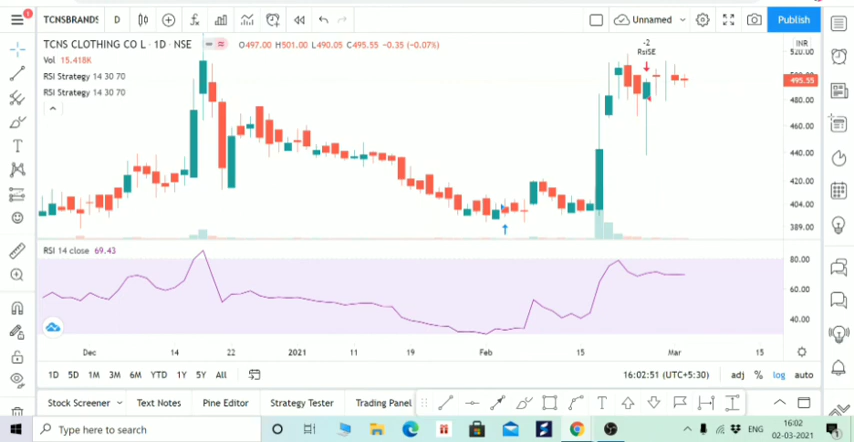 1
TCNSBRANDS
D
Unnamed
Publish
TCNS CLOTHING CO L · 1D · NSE
O497.00 H501.00 L490.05 C495.55 -0.35 (-0.07%)
Vol 15.418K
RSI Strategy 14 30 70
RSI Strategy 14 30 70
-2
RsiSE
INR
520.00
495.55
480.00
460.00
440.00
420.00
404.00
389.00
RSI 14 close 69.43
80.00
60.00
40.00
Dec 14 22 2021 11 19 Feb 15 Mar 15
1D 5D 1M 3M 6M YTD 1Y 5Y All
16:02:51 (UTC+5:30) adj % log auto
Stock Screener Text Notes Pine Editor Strategy Tester Trading Panel
Type here to search
ENG
16:02
02-03-2021
1